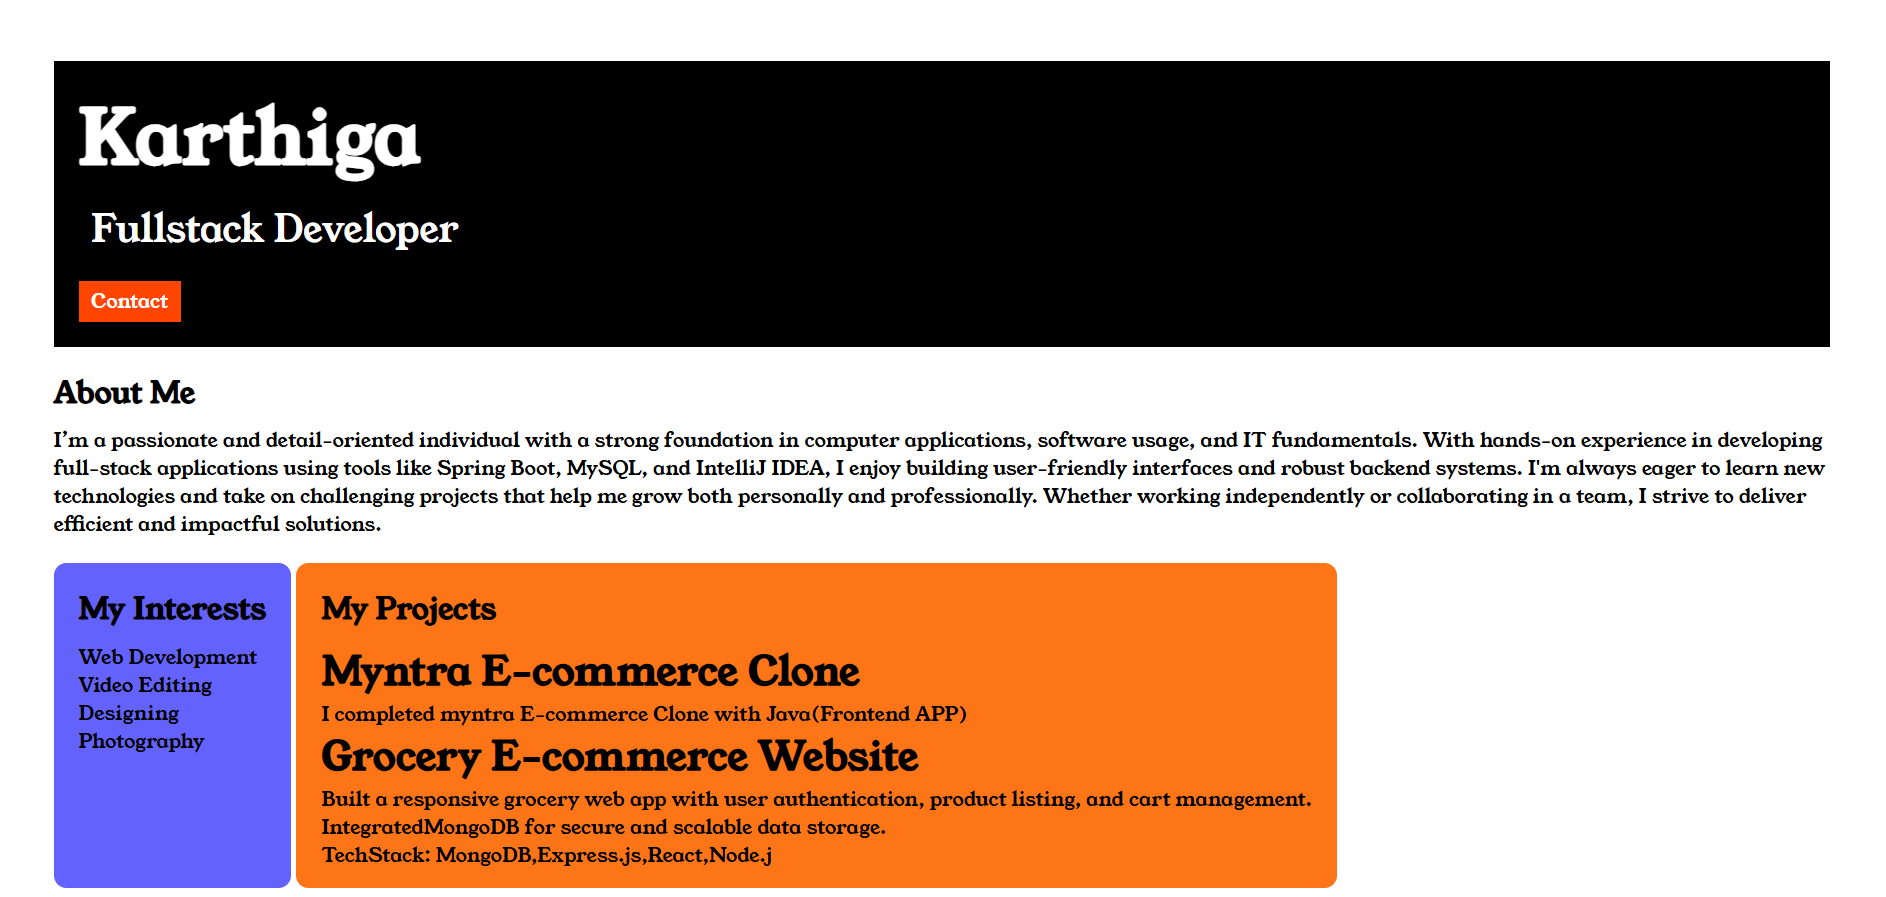 Karthiga
Fullstack Developer
Contact
About Me
I’m a passionate and detail-oriented individual with a strong foundation in computer applications, software usage, and IT fundamentals. With hands-on experience in developing
full-stack applications using tools like Spring Boot, MySQL, and IntelliJ IDEA, I enjoy building user-friendly interfaces and robust backend systems. I'm always eager to learn new
technologies and take on challenging projects that help me grow both personally and professionally. Whether working independently or collaborating in a team, I strive to deliver
efficient and impactful solutions.
My Interests
Web Development
Video Editing
Designing
Photography
My Projects
Myntra E-commerce Clone
I completed myntra E-commerce Clone with Java(Frontend APP)
Grocery E-commerce Website
Built a responsive grocery web app with user authentication, product listing, and cart management.
IntegratedMongoDB for secure and scalable data storage.
TechStack: MongoDB,Express.js,React,Node.j